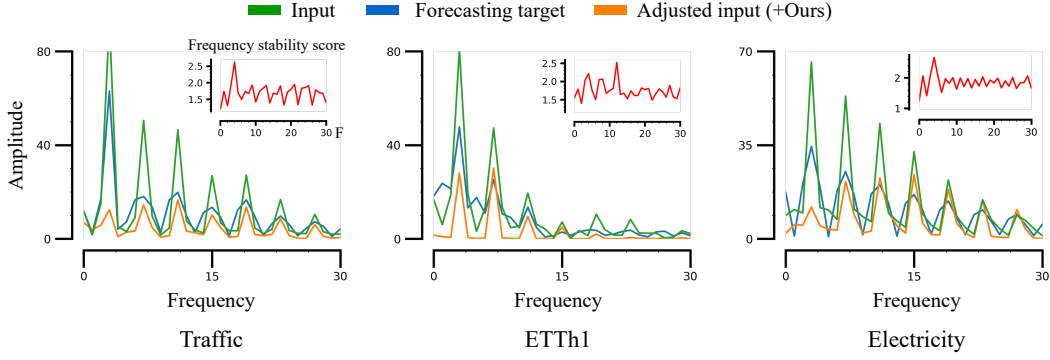 Input Forecasting target Adjusted input (+Ours)
Frequency stability score
80 40 0
Amplitude
2.5 2.0 1.5
0 10 20 30 F
0 15 30
Frequency
Traffic
80 40 0
2.5 2.0 1.5
0 10 20 30
0 15 30
Frequency
ETTh1
70 35 0
2 1
0 10 20 30
0 15 30
Frequency
Electricity